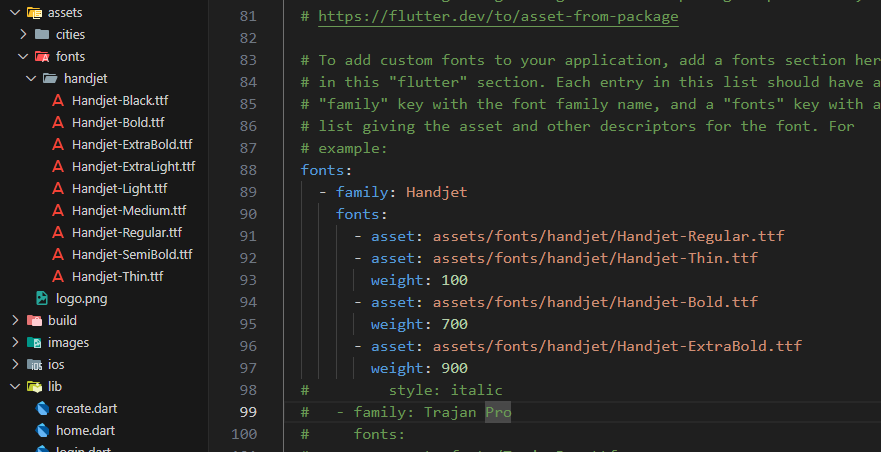 assets
cities
fonts
handjet
Handjet-Black.ttf
Handjet-Bold.ttf
Handjet-ExtraBold.ttf
Handjet-ExtraLight.ttf
Handjet-Light.ttf
Handjet-Medium.ttf
Handjet-Regular.ttf
Handjet-SemiBold.ttf
Handjet-Thin.ttf
logo.png
build
images
ios
lib
create.dart
home.dart
81 # https://flutter.dev/to/asset-from-package
82
83 # To add custom fonts to your application, add a fonts section her
84 # in this "flutter" section. Each entry in this list should have a
85 # "family" key with the font family name, and a "fonts" key with a
86 # list giving the asset and other descriptors for the font. For
87 # example:
88 fonts:
89 - family: Handjet
90 fonts:
91 - asset: assets/fonts/handjet/Handjet-Regular.ttf
92 - asset: assets/fonts/handjet/Handjet-Thin.ttf
93 weight: 100
94 - asset: assets/fonts/handjet/Handjet-Bold.ttf
95 weight: 700
96 - asset: assets/fonts/handjet/Handjet-ExtraBold.ttf
97 weight: 900
98 # style: italic
99 # - family: Trajan Pro
100 # fonts: